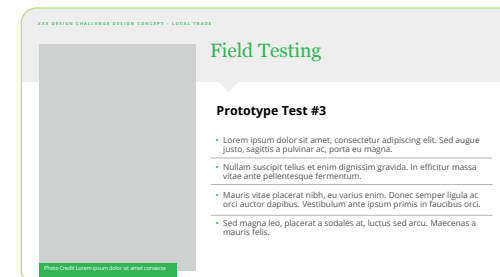 XXX DESIGN CHALLENGE DESIGN CONCEPT – LOCAL TRADE
Field Testing
Prototype Test #3
• Lorem ipsum dolor sit amet, consectetur adipiscing elit. Sed augue
justo, sagittis a pulvinar ac, porta eu magna.
• Nullam suscipit tellus et enim dignissim gravida. In efficitur massa
vitae ante pellentesque fermentum.
• Mauris vitae placerat nibh, eu varius enim. Donec semper ligula ac
orci auctor dapibus. Vestibulum ante ipsum primis in faucibus orci.
• Sed magna leo, placerat a sodales at, luctus sed arcu. Maecenas a
mauris felis.
Photo Credit Lorem ipsum dolor sit amet consecte